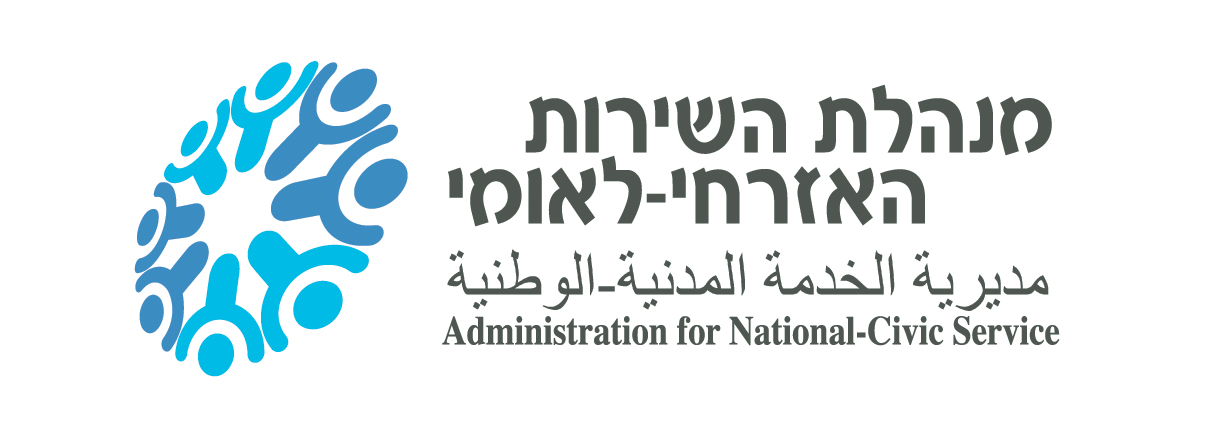 מנהלת השירות
האזרחי-לאומי
مديرية الخدمة المدنية-الوطنية
Administration for National-Civic Service